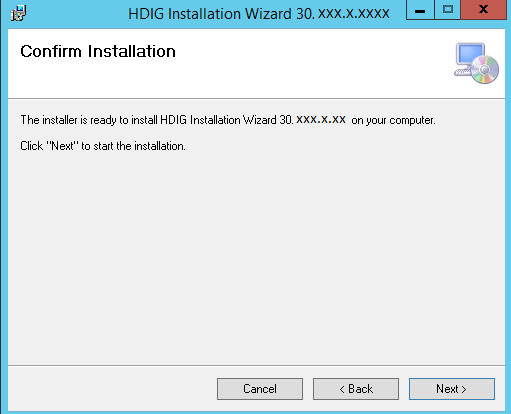 HDIG Installation Wizard 30. xxx.x.xxxx
Confirm Installation
The installer is ready to install HDIG Installation Wizard 30. xxx.x.xx on your computer.
Click "Next" to start the installation.
Cancel
< Back
Next >